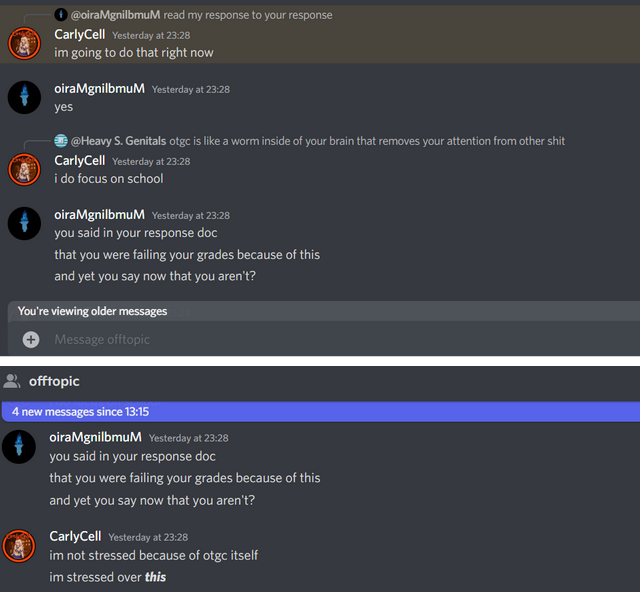 @oiraMgnilbmuM read my response to your response
CarlyCell Yesterday at 23:28
im going to do that right now
oiraMgnilbmuM Yesterday at 23:28
yes
@Heavy S. Genitals otgc is like a worm inside of your brain that removes your attention from other shit
CarlyCell Yesterday at 23:28
i do focus on school
oiraMgnilbmuM Yesterday at 23:28
you said in your response doc
that you were failing your grades because of this
and yet you say now that you aren't?
You're viewing older messages
Message offtopic
offtopic
4 new messages since 13:15
oiraMgnilbmuM Yesterday at 23:28
you said in your response doc
that you were failing your grades because of this
and yet you say now that you aren't?
CarlyCell Yesterday at 23:28
im not stressed because of otgc itself
im stressed over this